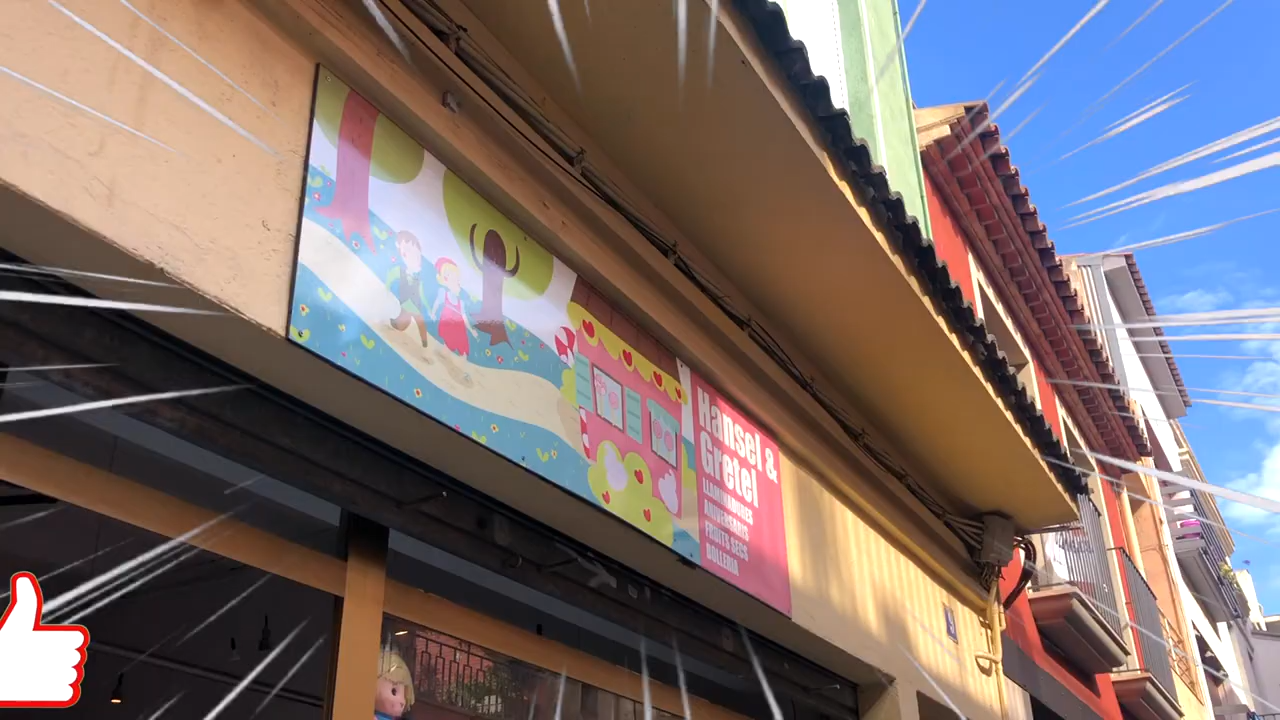 Hansel &
Gretel
LLAMINADURES
ANIVERSARIS
FRUITS SECS
BOLLERIA